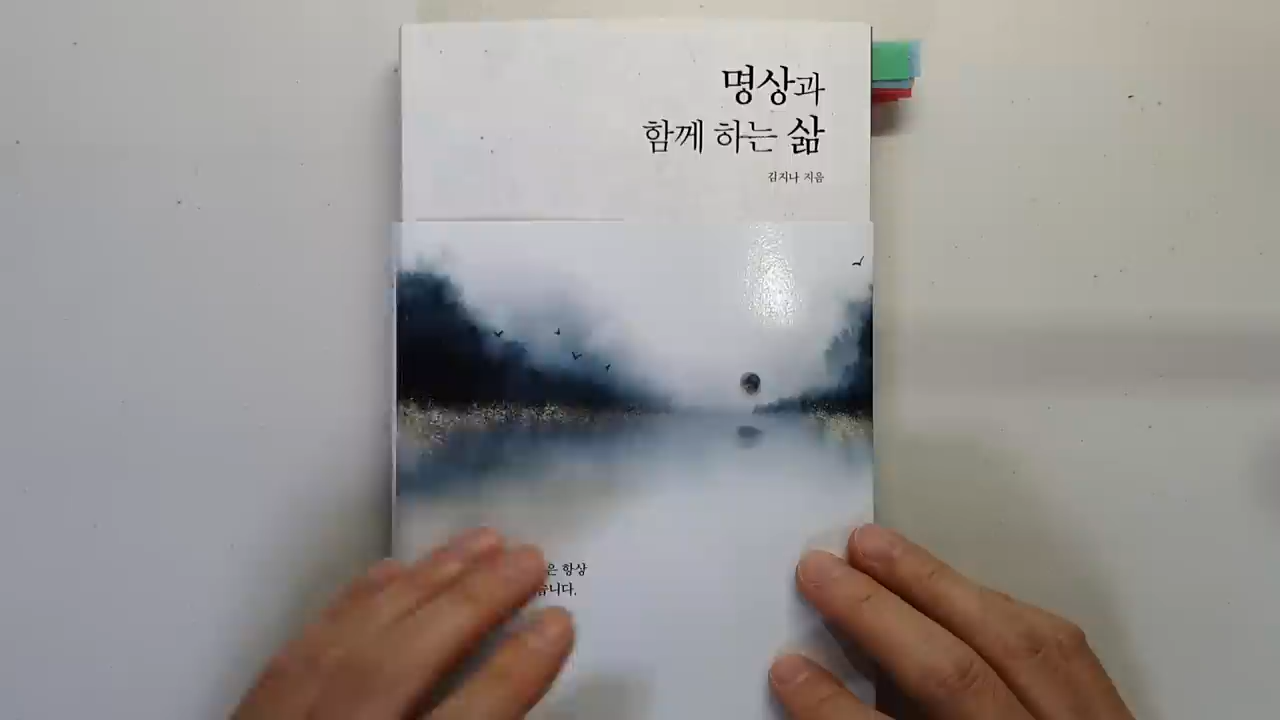 명상과
함께 하는 삶
김지나 지음
은 항상
습니다.